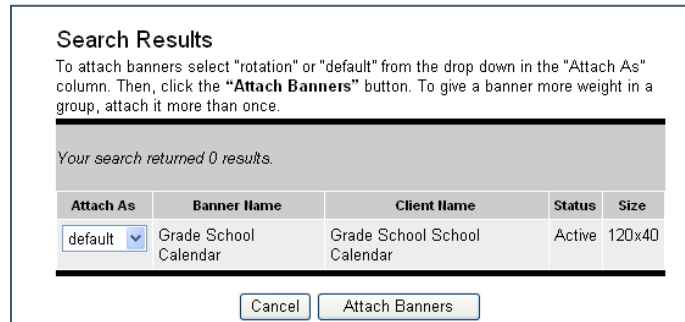 Search Results
To attach banners select "rotation" or "default" from the drop down in the "Attach As"
column. Then, click the “Attach Banners” button. To give a banner more weight in a
group, attach it more than once.
Your search returned 0 results.
Attach As Banner Name Client Name Status Size
default Grade School Grade School School Active 120x40
Calendar Calendar
Cancel Attach Banners